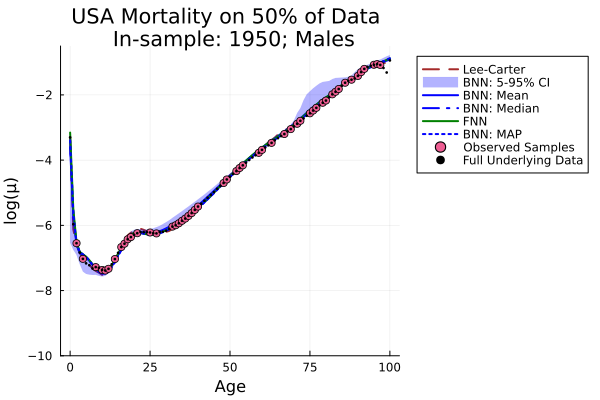 USA Mortality on 50% of Data
In-sample: 1950; Males
Lee-Carter
BNN: 5-95% CI
BNN: Mean
BNN: Median
FNN
BNN: MAP
Observed Samples
Full Underlying Data
log(μ)
−2
−4
−6
−8
−10
0
25
50
75
100
Age